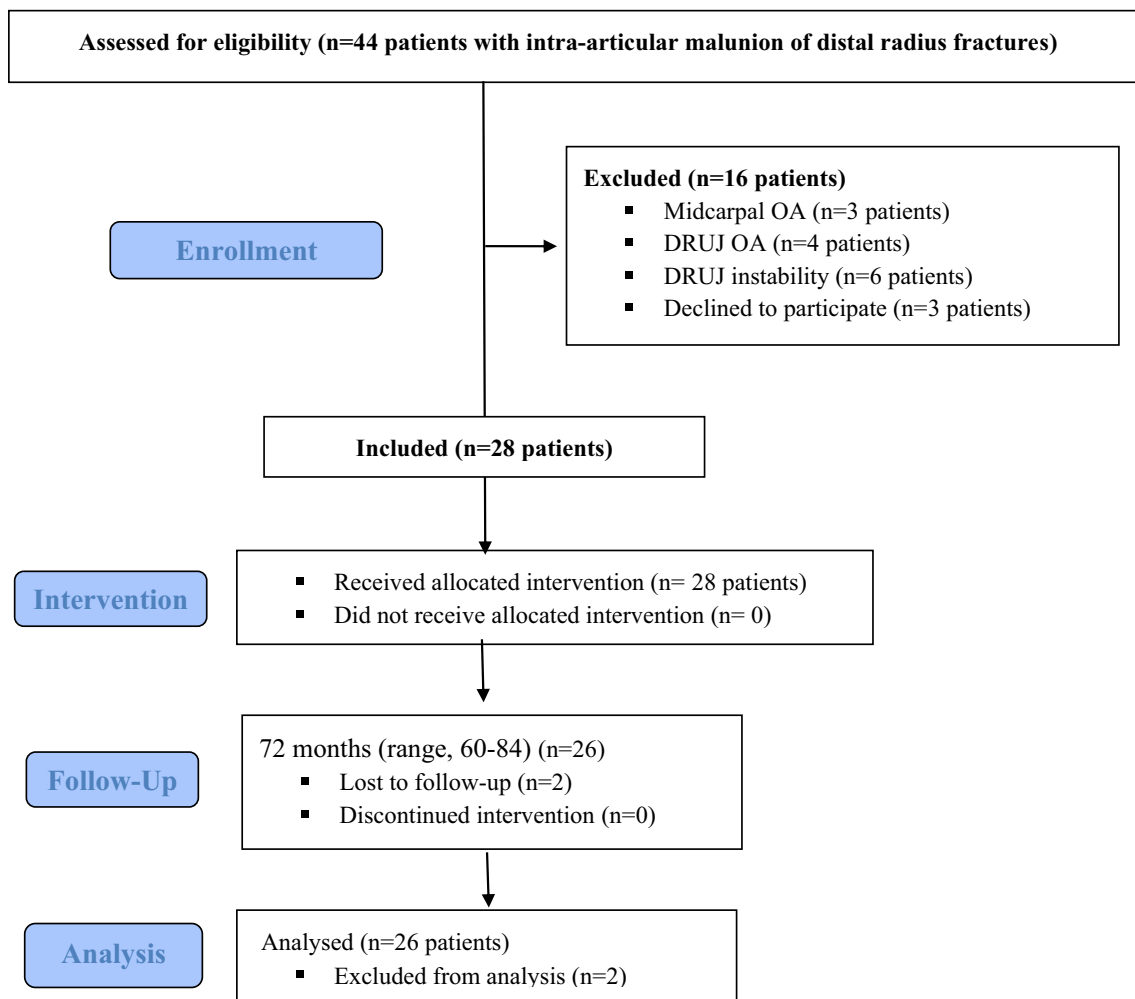 Assessed for eligibility (n=44 patients with intra-articular malunion of distal radius fractures)
Excluded (n=16 patients)
▪ Midcarpal OA (n=3 patients)
▪ DRUJ OA (n=4 patients)
▪ DRUJ instability (n=6 patients)
▪ Declined to participate (n=3 patients)
Enrollment
Included (n=28 patients)
Intervention
▪ Received allocated intervention (n= 28 patients)
▪ Did not receive allocated intervention (n= 0)
Follow-Up
72 months (range, 60-84) (n=26)
▪ Lost to follow-up (n=2)
▪ Discontinued intervention (n=0)
Analysis
Analysed (n=26 patients)
▪ Excluded from analysis (n=2)